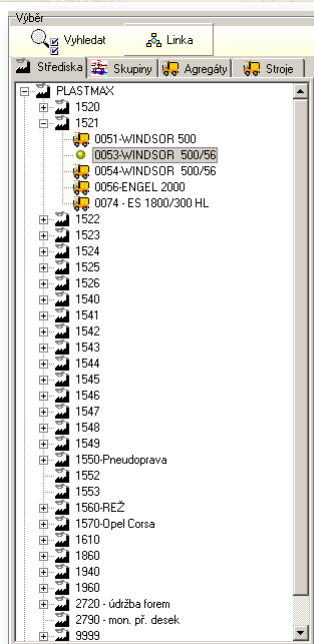 Výběr
Vyhledat Linka
Střediska Skupiny Agregáty Stroje
PLASTMAX
1520
1521
0051-WINDSOR 500
0053-WINDSOR  500/56
0054-WINDSOR  500/56
0056-ENGEL 2000
0074 - ES 1800/300 HL
1522
1523
1524
1525
1526
1540
1541
1542
1543
1544
1545
1546
1547
1548
1549
1550-Pneudoprava
1552
1553
1560-REŽ
1570-Opel Corsa
1610
1860
1940
1960
2720 - údržba forem
2790 - mon. př. desek
9999